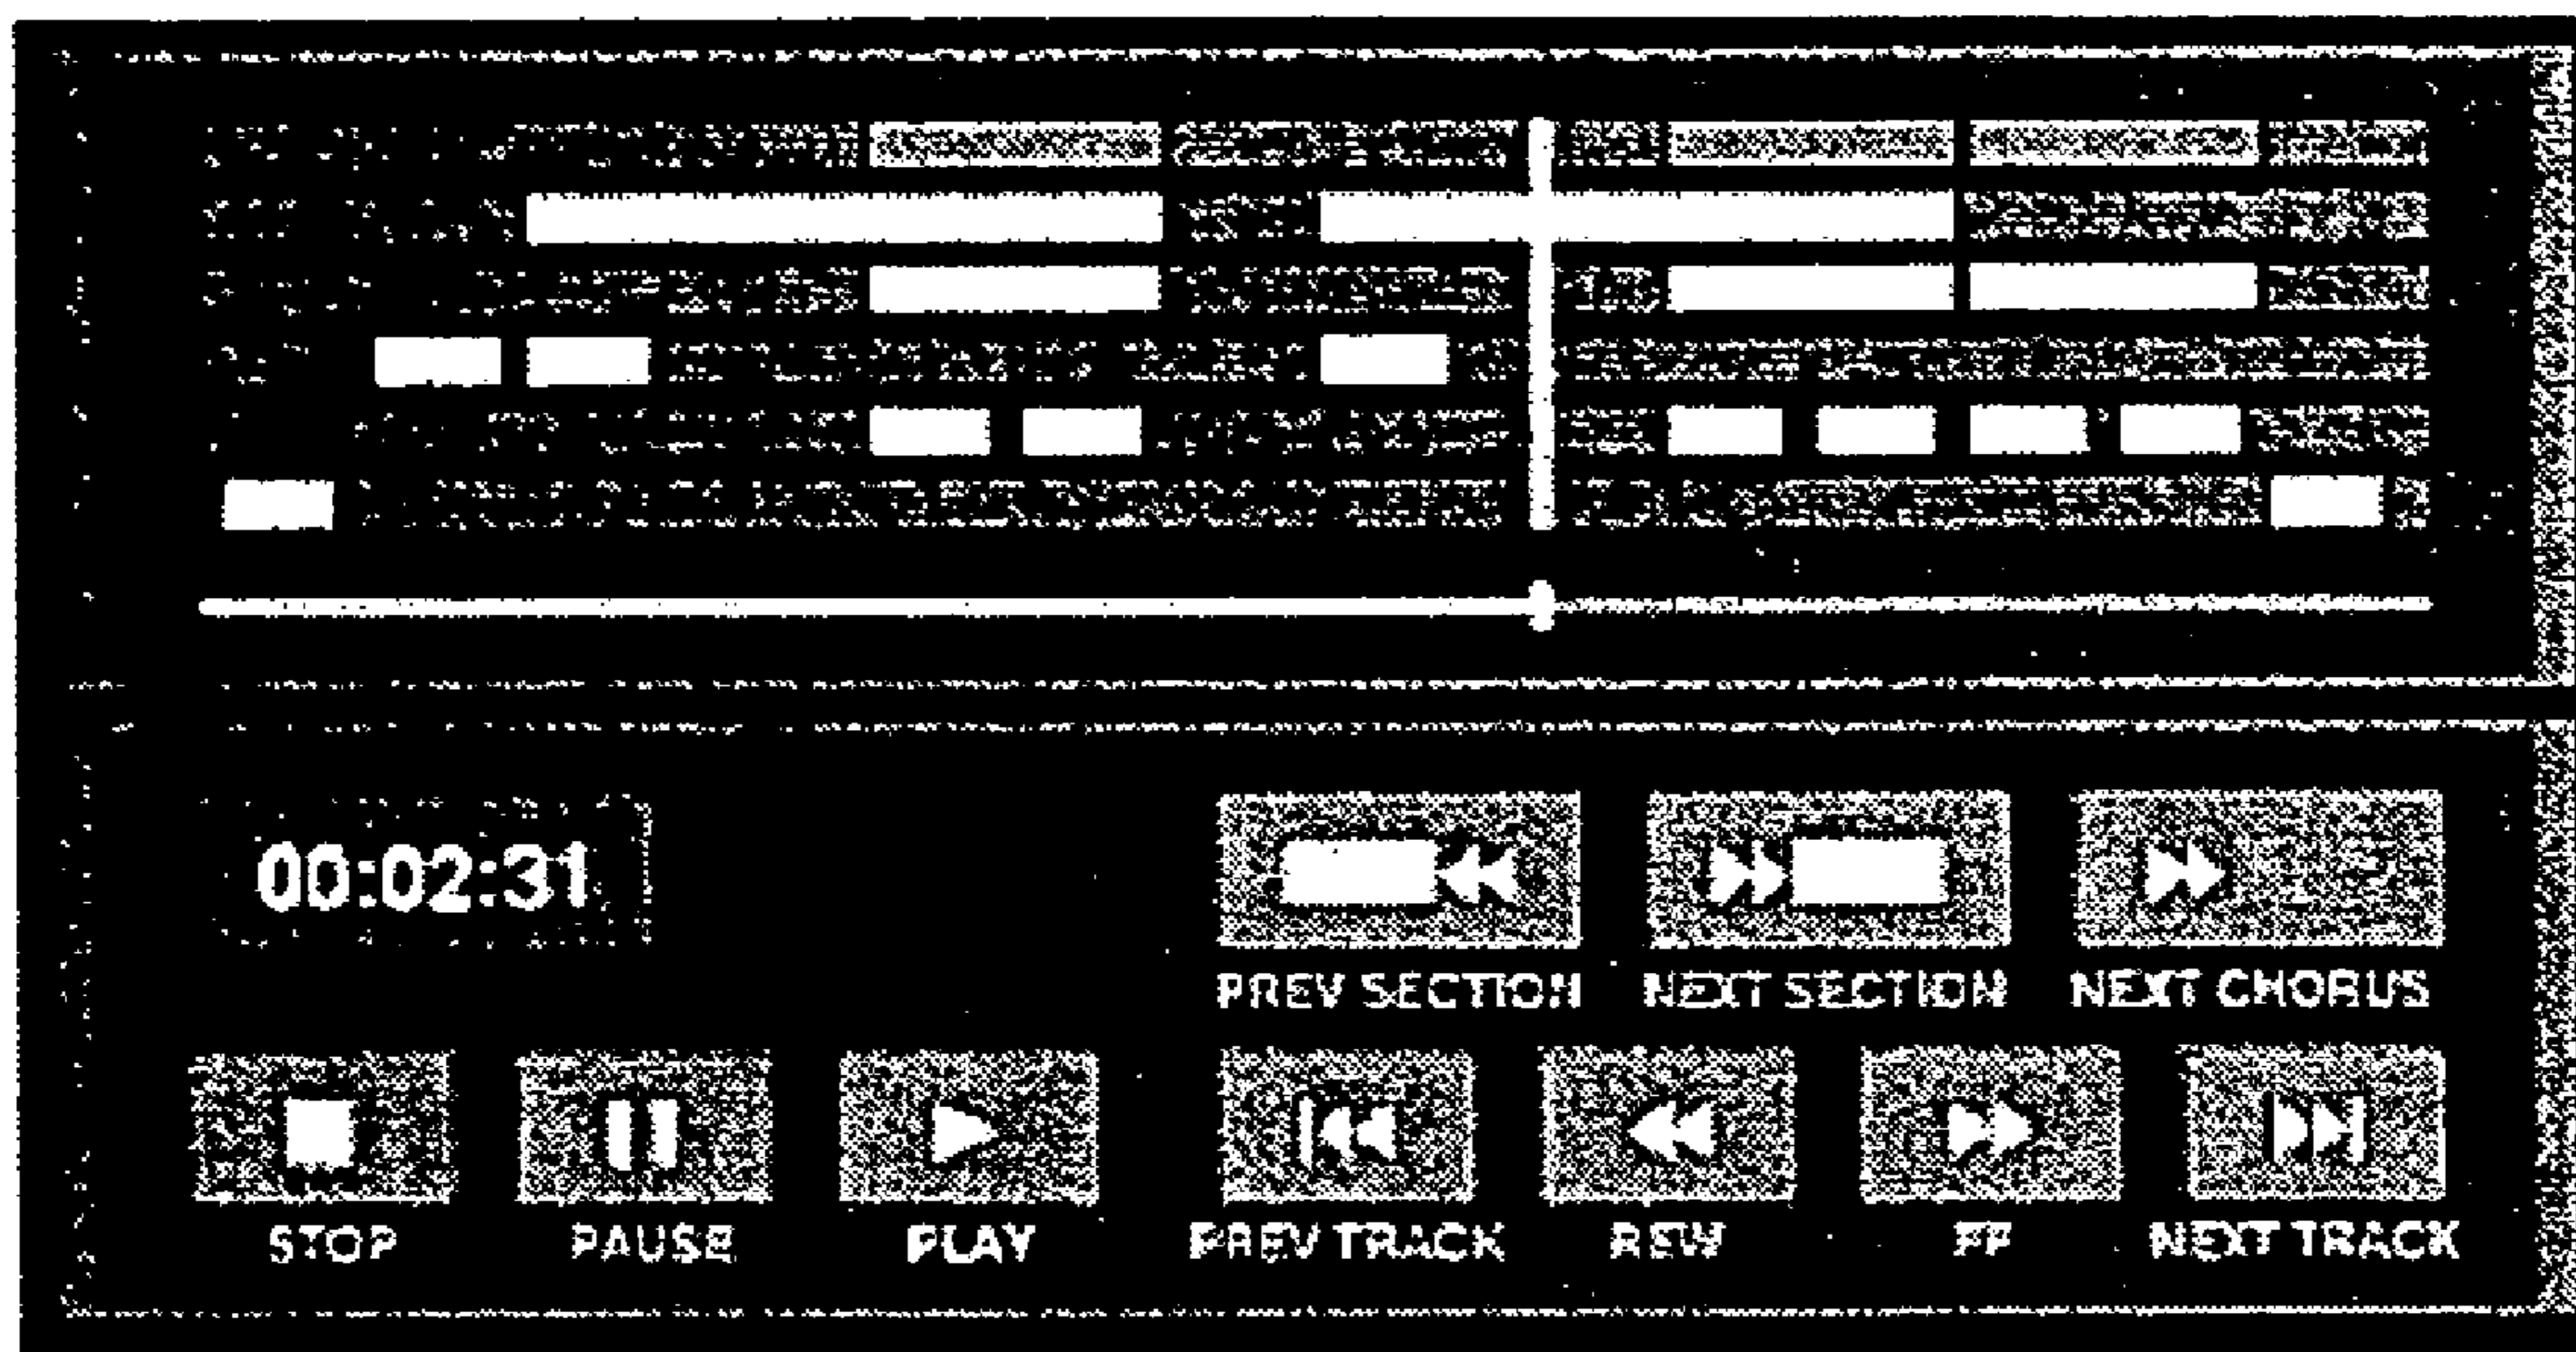 00:02:31
PREV SECTION NEXT SECTION NEXT CHORUS
STOP PAUSE PLAY PREV TRACK REW FF NEXT TRACK